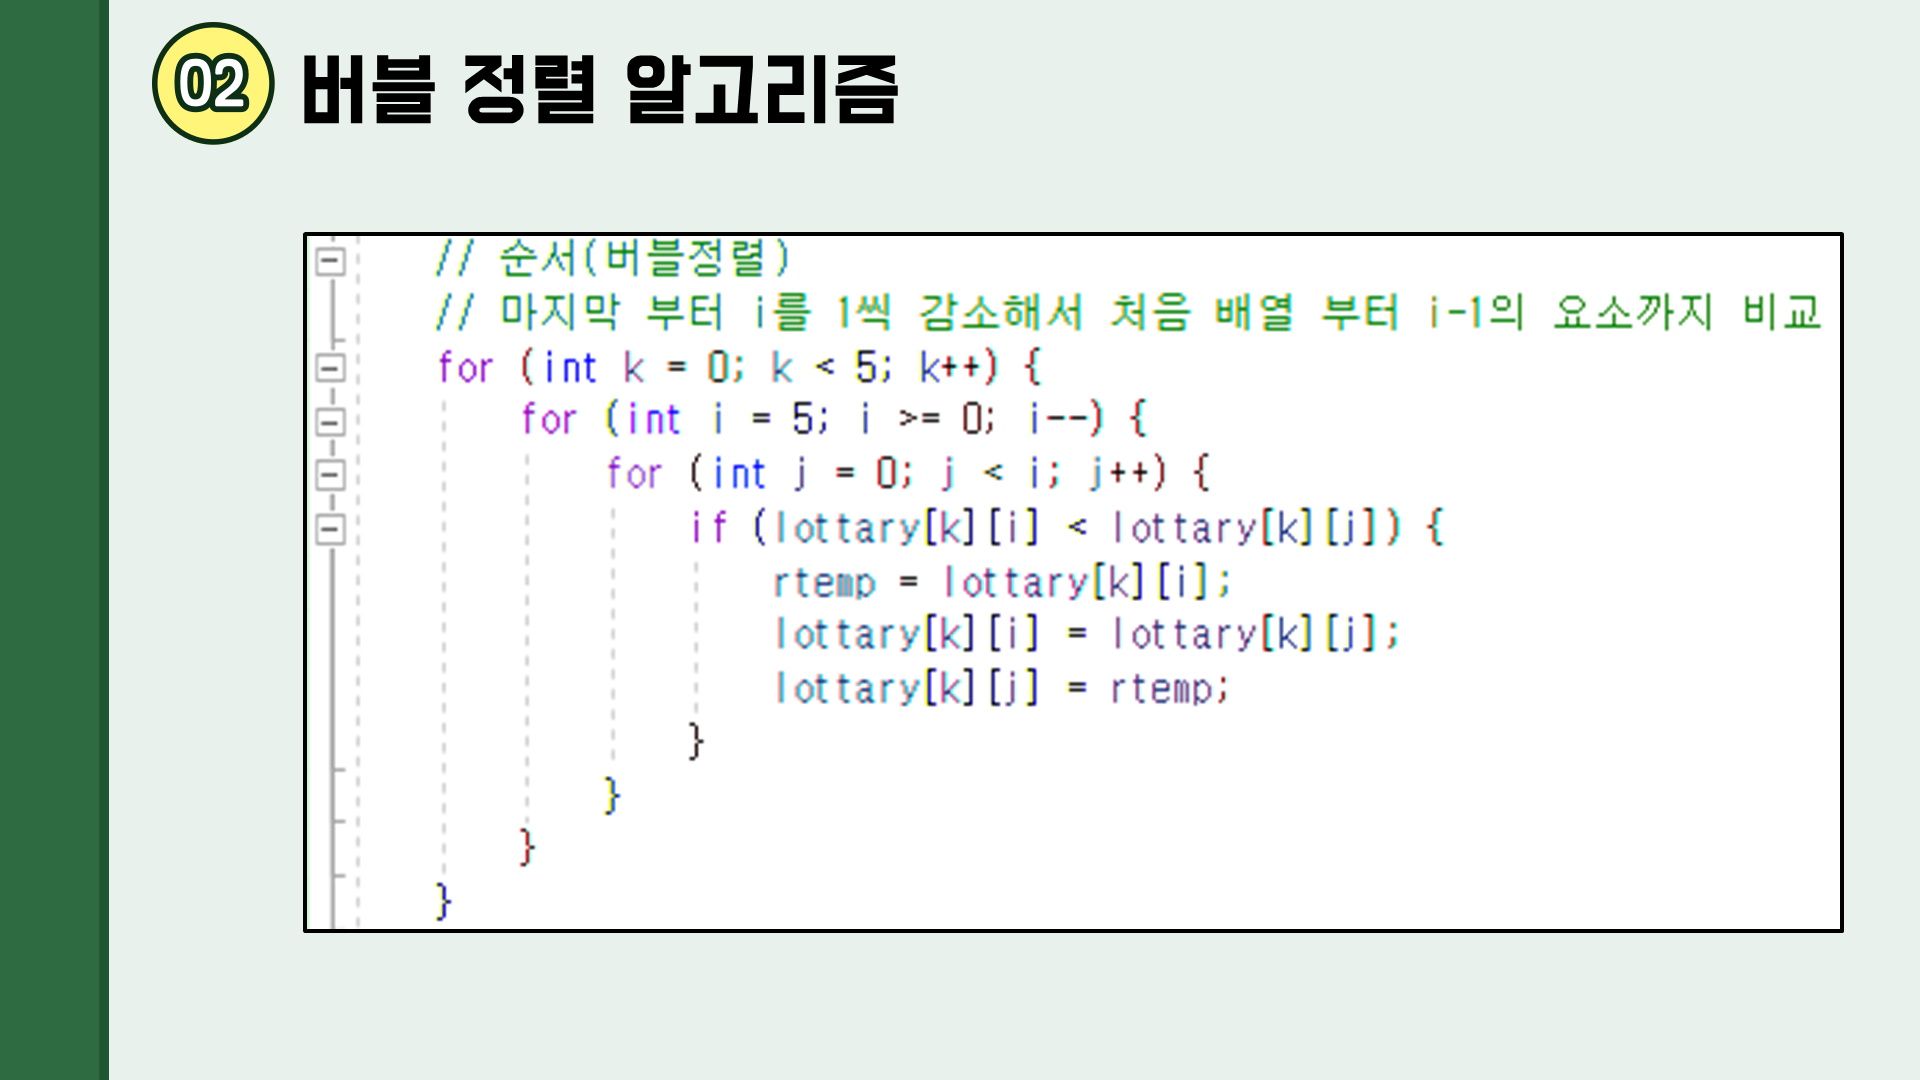 02 버블 정렬 알고리즘
// 순서(버블정렬)
// 마지막 부터 i를 1씩 감소해서 처음 배열 부터 i-1의 요소까지 비교
for (int k = 0; k < 5; k++) {
for (int i = 5; i >= 0; i--) {
for (int j = 0; j < i; j++) {
if (lottary[k][i] < lottary[k][j]) {
rtemp = lottary[k][i];
lottary[k][i] = lottary[k][j];
lottary[k][j] = rtemp;
}
}
}
}